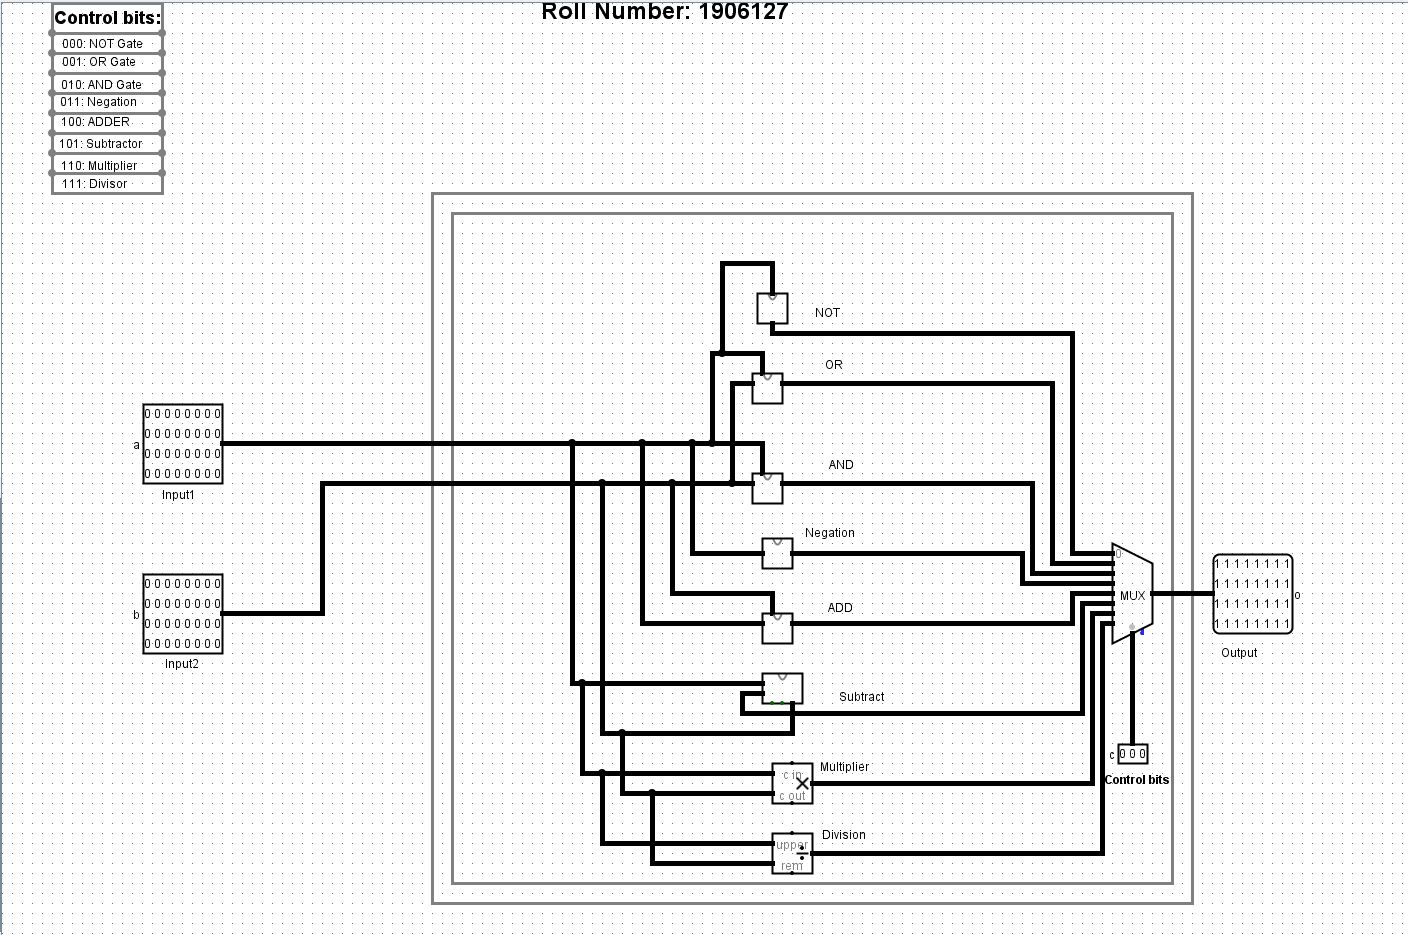 Roll Number: 1906127
Control bits:
000: NOT Gate
001: OR Gate
010: AND Gate
011: Negation
100: ADDER
101: Subtractor
110: Multiplier
111: Divisor
NOT
OR
a
0 0 0 0 0 0 0 0
0 0 0 0 0 0 0 0
0 0 0 0 0 0 0 0
0 0 0 0 0 0 0 0
Input1
AND
Negation
b
0 0 0 0 0 0 0 0
0 0 0 0 0 0 0 0
0 0 0 0 0 0 0 0
0 0 0 0 0 0 0 0
Input2
ADD
0
MUX
1 1 1 1 1 1 1 1
1 1 1 1 1 1 1 1
1 1 1 1 1 1 1 1
1 1 1 1 1 1 1 1
o
Output
Subtract
c 0 0 0
Control bits
Multiplier
c in
c out
Division
upper
rem